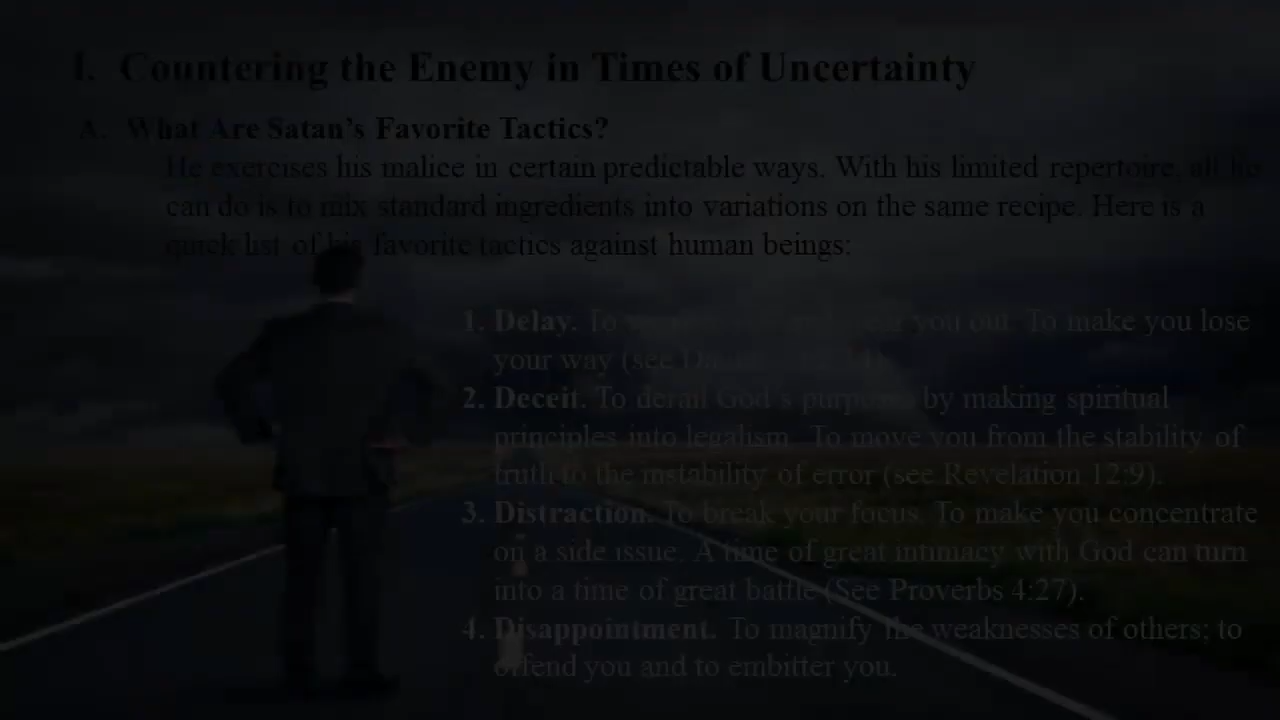 I. Countering the Enemy in Times of Uncertainty
A. What Are Satan's Favorite Tactics?
He exercises his malice in certain predictable ways. With his limited repertoire, all he
can do is to mix standard ingredients into variations on the same recipe. Here is a
quick list of his favorite tactics against human beings:
1. Delay. To wear you out. To make you lose
your way (see
2. Deceit. To derail God's purposes by making spiritual
principles into legalism. To move you from the stability of
truth to the instability of error (see Revelation 12:9).
3. Distraction. To break your focus. To make you concentrate
on a side issue. A time of great intimacy with God can turn
into a time of great battle (See Proverbs 4:27).
4. Disappointment. To magnify the weaknesses of others; to
offend you and to embitter you.